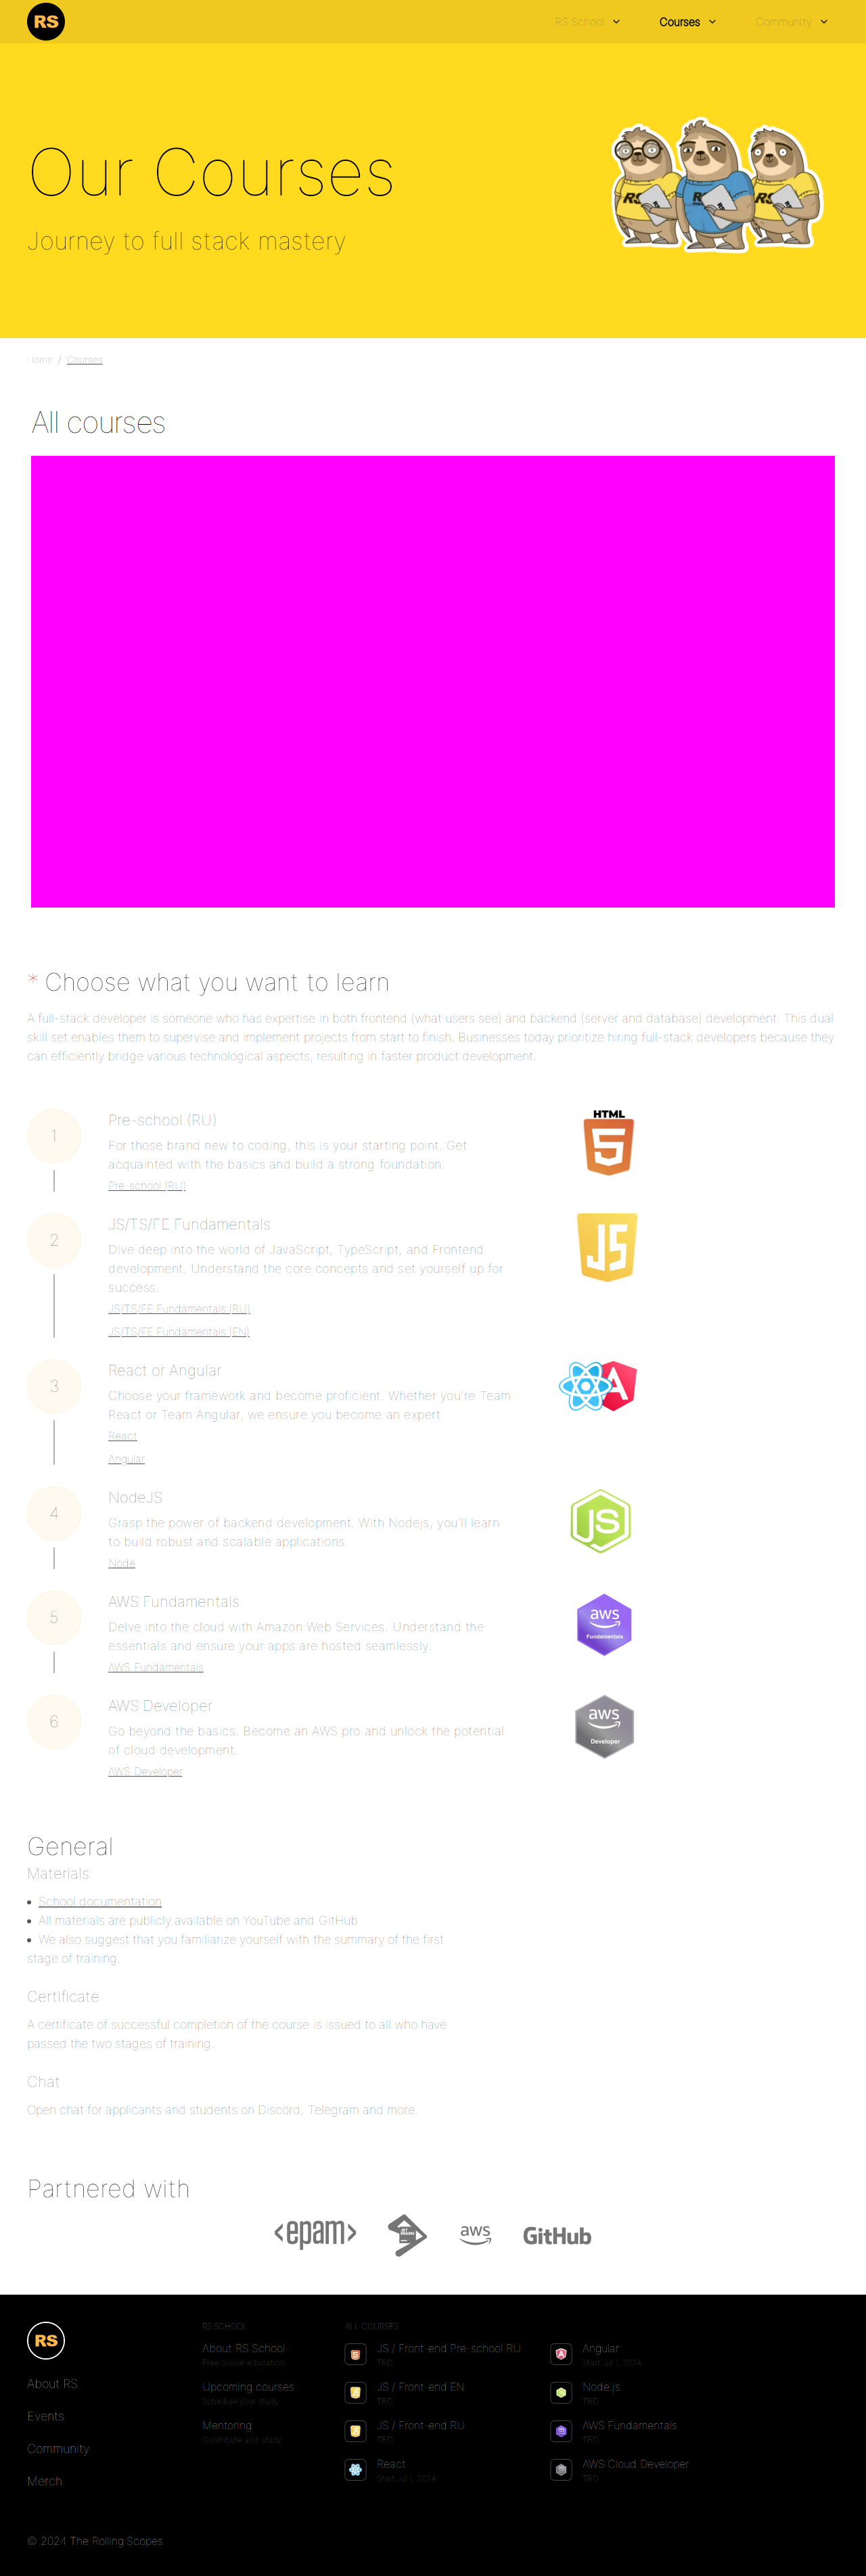 RS
RS School
Courses
Community
Our Courses
Journey to full stack mastery
Home / Courses
All courses
* Choose what you want to learn
A full-stack developer is someone who has expertise in both frontend (what users see) and backend (server and database) development. This dual
skill set enables them to supervise and implement projects from start to finish. Businesses today prioritize hiring full-stack developers because they
can efficiently bridge various technological aspects, resulting in faster product development.
1
Pre-school (RU)
For those brand new to coding, this is your starting point. Get
acquainted with the basics and build a strong foundation.
Pre-school (RU)
HTML
5
2
JS/TS/FE Fundamentals
Dive deep into the world of JavaScript, TypeScript, and Frontend
development. Understand the core concepts and set yourself up for
success.
JS/TS/FE Fundamentals (RU)
JS/TS/FE Fundamentals (EN)
JS
3
React or Angular
Choose your framework and become proficient. Whether you're Team
React or Team Angular, we ensure you become an expert
React
Angular
A
4
NodeJS
Grasp the power of backend development. With Nodejs, you'll learn
to build robust and scalable applications
Node
JS
5
AWS Fundamentals
Delve into the cloud with Amazon Web Services. Understand the
essentials and ensure your apps are hosted seamlessly.
AWS Fundamentals
aws
Fundamentals
6
AWS Developer
Go beyond the basics. Become an AWS pro and unlock the potential
of cloud development.
AWS Developer
aws
Developer
General
Materials
• School documentation
• All materials are publicly available on YouTube and GitHub
• We also suggest that you familiarize yourself with the summary of the first
stage of training.
Certificate
A certificate of successful completion of the course is issued to all who have
passed the two stages of training.
Chat
Open chat for applicants and students on Discord, Telegram and more.
Partnered with
<epam>
aws
GitHub
RS
About RS
Events
Community
Merch
RS SCHOOL
About RS School
Free online education
Upcoming courses
Schedule your study
Mentoring
Contribute and study
ALL COURSES
JS / Front-end Pre-school RU
TBD
JS / Front-end EN
TBD
JS / Front-end RU
TBD
React
Start Jul 1, 2024
Angular
Start Jul 1, 2024
Node.js
TBD
AWS Fundamentals
TBD
AWS Cloud Developer
TBD
© 2024 The Rolling Scopes